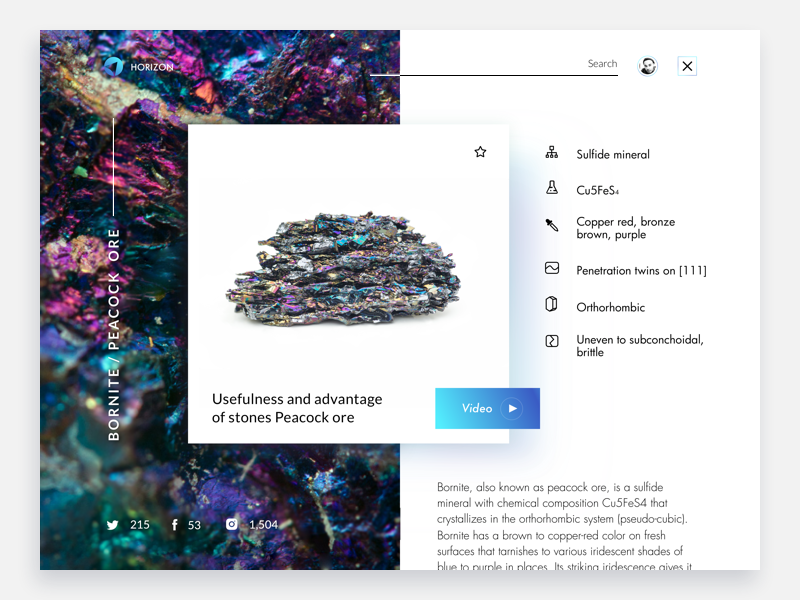 HORIZON
Search
BORNITE / PEACOCK ORE
Sulfide mineral
Cu5FeS₄
Copper red, bronze
brown, purple
Penetration twins on [111]
Orthorhombic
Uneven to subconchoidal,
brittle
Usefulness and advantage
of stones Peacock ore
Video
Bornite, also known as peacock ore, is a sulfide
mineral with chemical composition Cu5FeS4 that
crystallizes in the orthorhombic system (pseudo-cubic).
Bornite has a brown to copper-red color on fresh
surfaces that tarnishes to various iridescent shades of
blue to purple in places. Its striking iridescence gives it
215
53
1,504